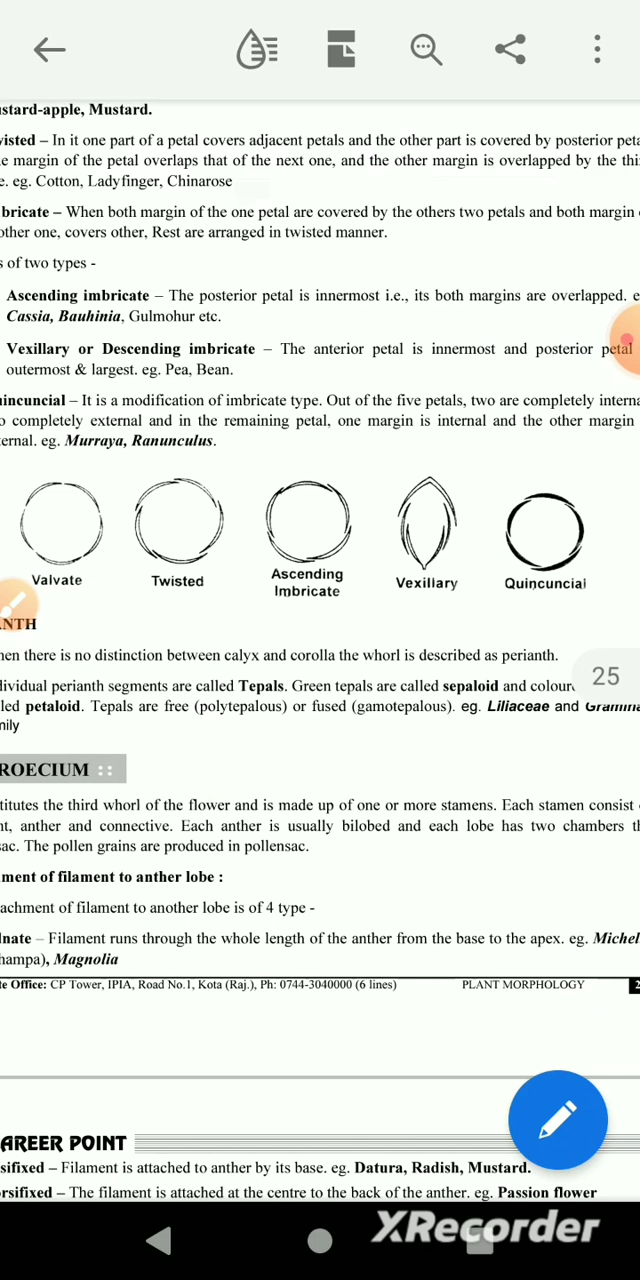 stard-apple, Mustard.
visted – In it one part of a petal covers adjacent petals and the other part is covered by posterior peta
e margin of the petal overlaps that of the next one, and the other margin is overlapped by the thi
e. eg. Cotton, Ladyfinger, Chinarose
bricate – When both margin of the one petal are covered by the others two petals and both margin
other one, covers other, Rest are arranged in twisted manner.
s of two types -
Ascending imbricate – The posterior petal is innermost i.e., its both margins are overlapped. e
Cassia, Bauhinia, Gulmohur etc.
Vexillary or Descending imbricate – The anterior petal is innermost and posterior petal
outermost & largest. eg. Pea, Bean.
uincuncial – It is a modification of imbricate type. Out of the five petals, two are completely interna
o completely external and in the remaining petal, one margin is internal and the other margin
ternal. eg. Murraya, Ranunculus.
Valvate Twisted Ascending Imbricate Vexillary Quincuncial
ANTH
hen there is no distinction between calyx and corolla the whorl is described as perianth.
25
dividual perianth segments are called Tepals. Green tepals are called sepaloid and colour
led petaloid. Tepals are free (polytepalous) or fused (gamotepalous). eg. Liliaceae and Gramina
mily
ROECIUM ::
titutes the third whorl of the flower and is made up of one or more stamens. Each stamen consist
nt, anther and connective. Each anther is usually bilobed and each lobe has two chambers th
sac. The pollen grains are produced in pollensac.
ment of filament to anther lobe :
tachment of filament to another lobe is of 4 type -
dnate – Filament runs through the whole length of the anther from the base to the apex. eg. Michel
hampa), Magnolia
te Office: CP Tower, IPIA, Road No.1, Kota (Raj.), Ph: 0744-3040000 (6 lines) PLANT MORPHOLOGY 2
AREER POINT
sifixed – Filament is attached to anther by its base. eg. Datura, Radish, Mustard.
orsifixed – The filament is attached at the centre to the back of the anther. eg. Passion flower
XRecorder